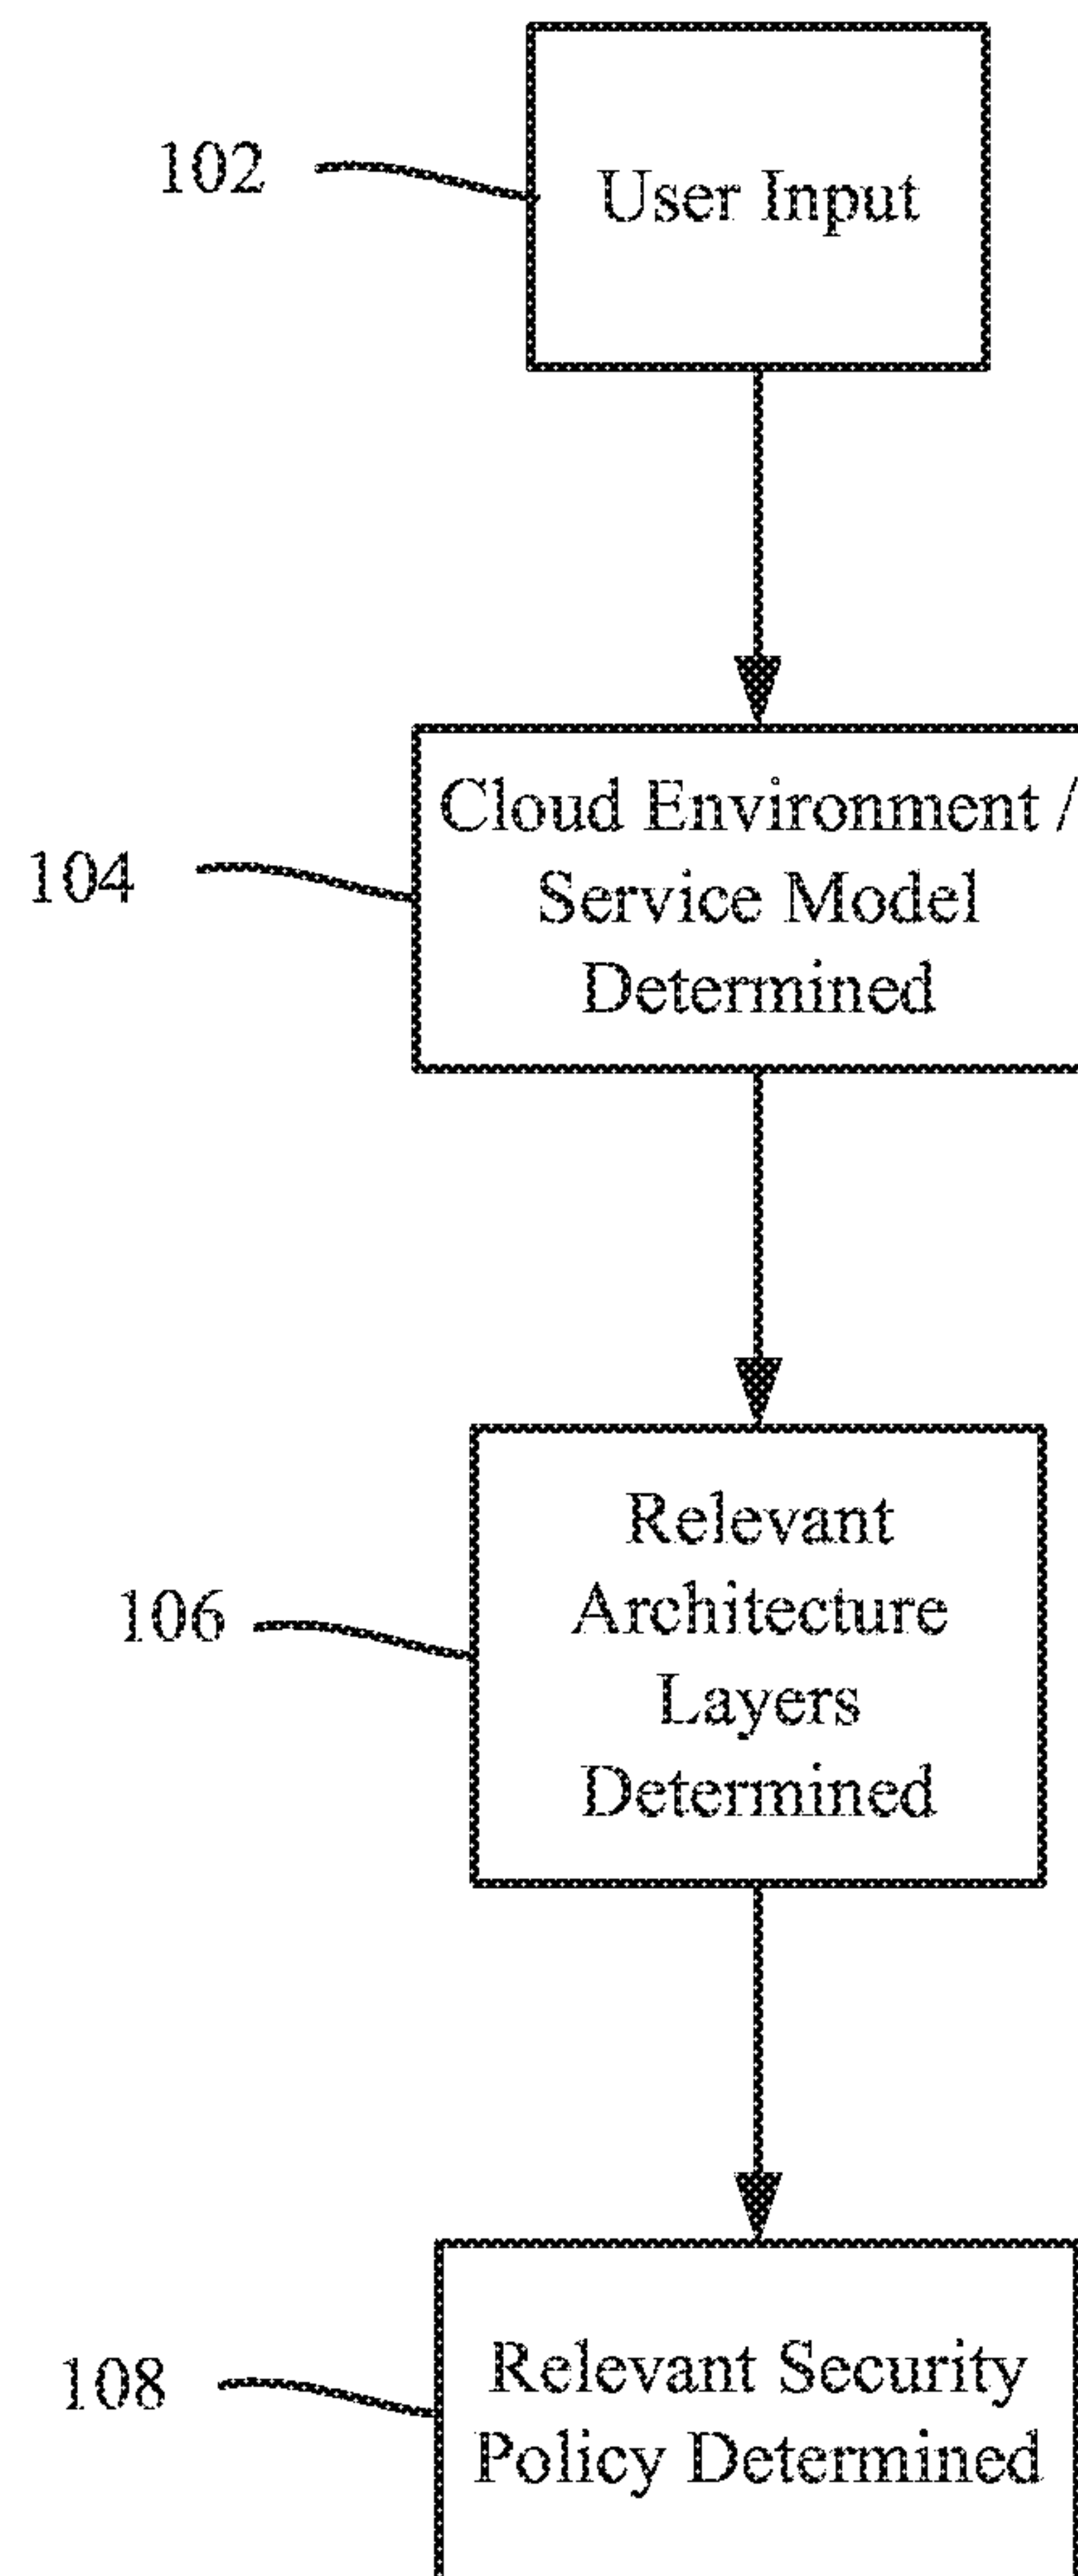 102
User Input
104
Cloud Environment /
Service Model
Determined
106
Relevant
Architecture
Layers
Determined
108
Relevant Security
Policy Determined